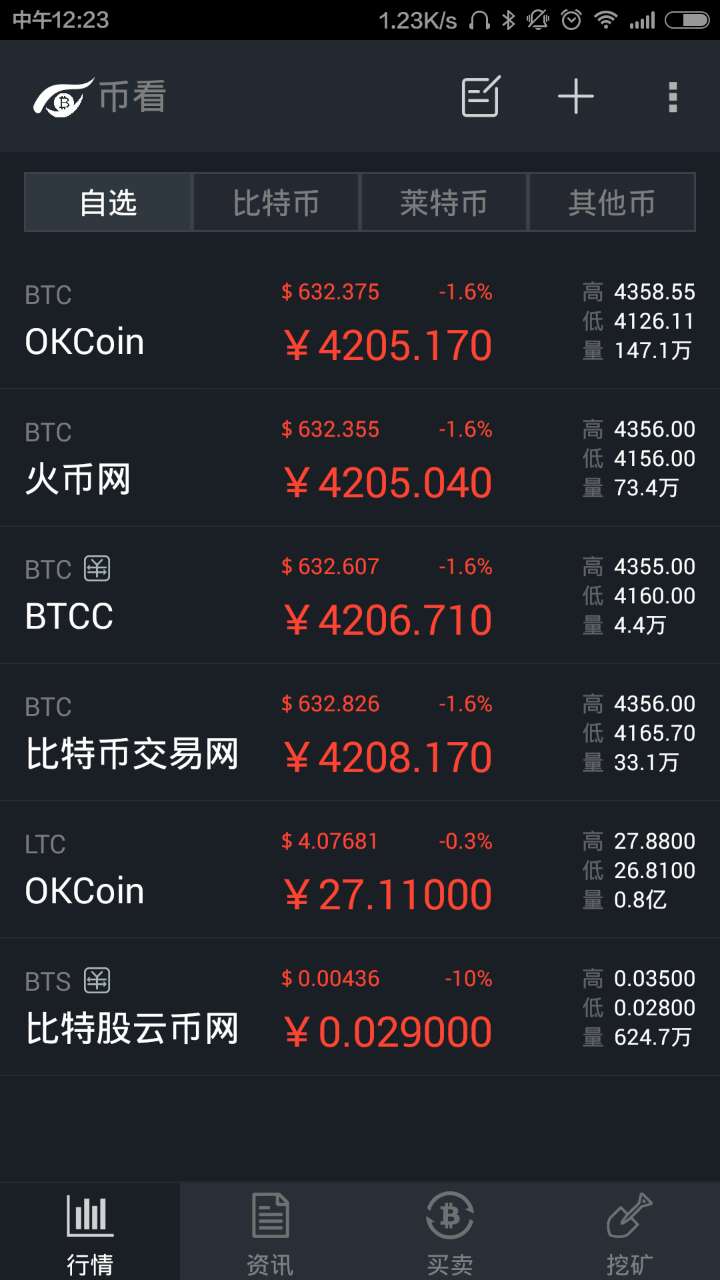 中午12:23 1.23K/s
币看
自选 比特币 莱特币 其他币
BTC $ 632.375 -1.6% 高 4358.55
OKCoin ¥ 4205.170 低 4126.11
量 147.1万
BTC $ 632.355 -1.6% 高 4356.00
火币网 ¥ 4205.040 低 4156.00
量 73.4万
BTC $ 632.607 -1.6% 高 4355.00
BTCC ¥ 4206.710 低 4160.00
量 4.4万
BTC $ 632.826 -1.6% 高 4356.00
比特币交易网 ¥ 4208.170 低 4165.70
量 33.1万
LTC $ 4.07681 -0.3% 高 27.8800
OKCoin ¥ 27.11000 低 26.8100
量 0.8亿
BTS $ 0.00436 -10% 高 0.03500
比特股云币网 ¥ 0.029000 低 0.02800
量 624.7万
行情 资讯 买卖 挖矿